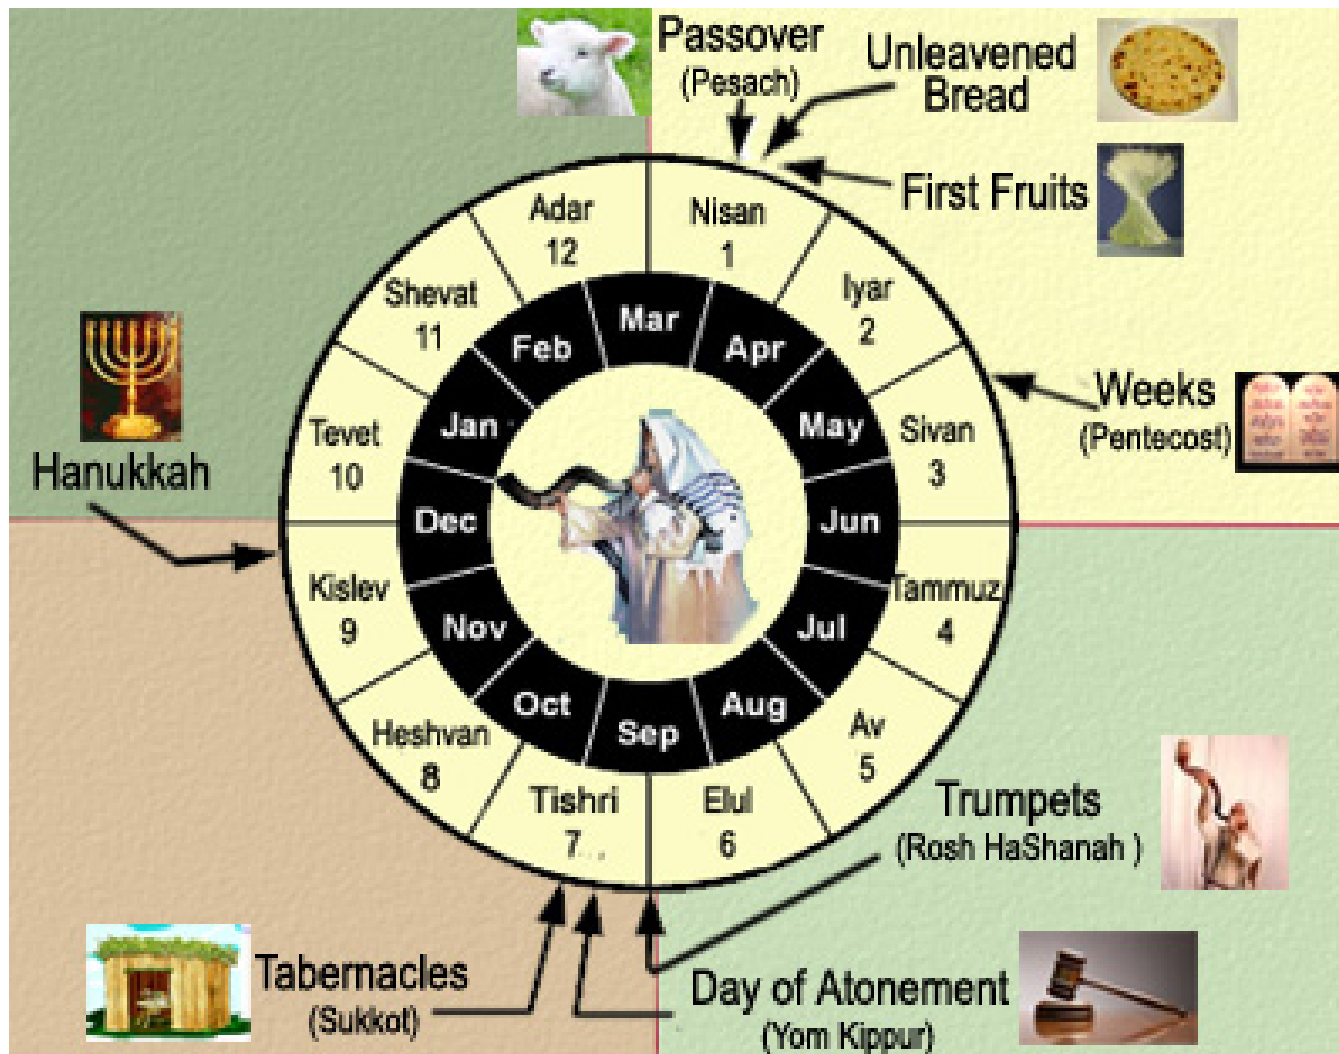 Passover
(Pesach)
Unleavened
Bread
First Fruits
Adar
12
Nisan
1
Shevat
11
Iyar
2
Tevet
10
Sivan
3
Kislev
9
Tammuz
4
Heshvan
8
Av
5
Tishri
7
Elul
6
Mar
Feb
Apr
Jan
May
Dec
Jun
Nov
Jul
Oct
Aug
Sep
Weeks
(Pentecost)
Hanukkah
Trumpets
(Rosh HaShanah )
Tabernacles
(Sukkot)
Day of Atonement
(Yom Kippur)